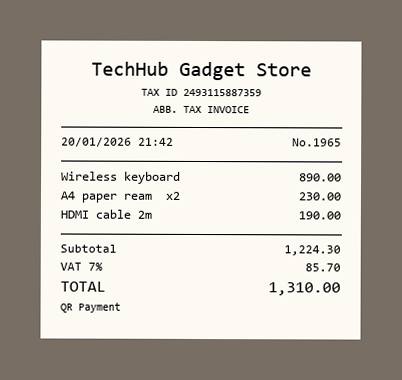 TechHub Gadget Store
TAX ID 2493115887359
ABB. TAX INVOICE
20/01/2026 21:42 No.1965
Wireless keyboard 890.00
A4 paper ream x2 230.00
HDMI cable 2m 190.00
Subtotal 1,224.30
VAT 7% 85.70
TOTAL 1,310.00
QR Payment